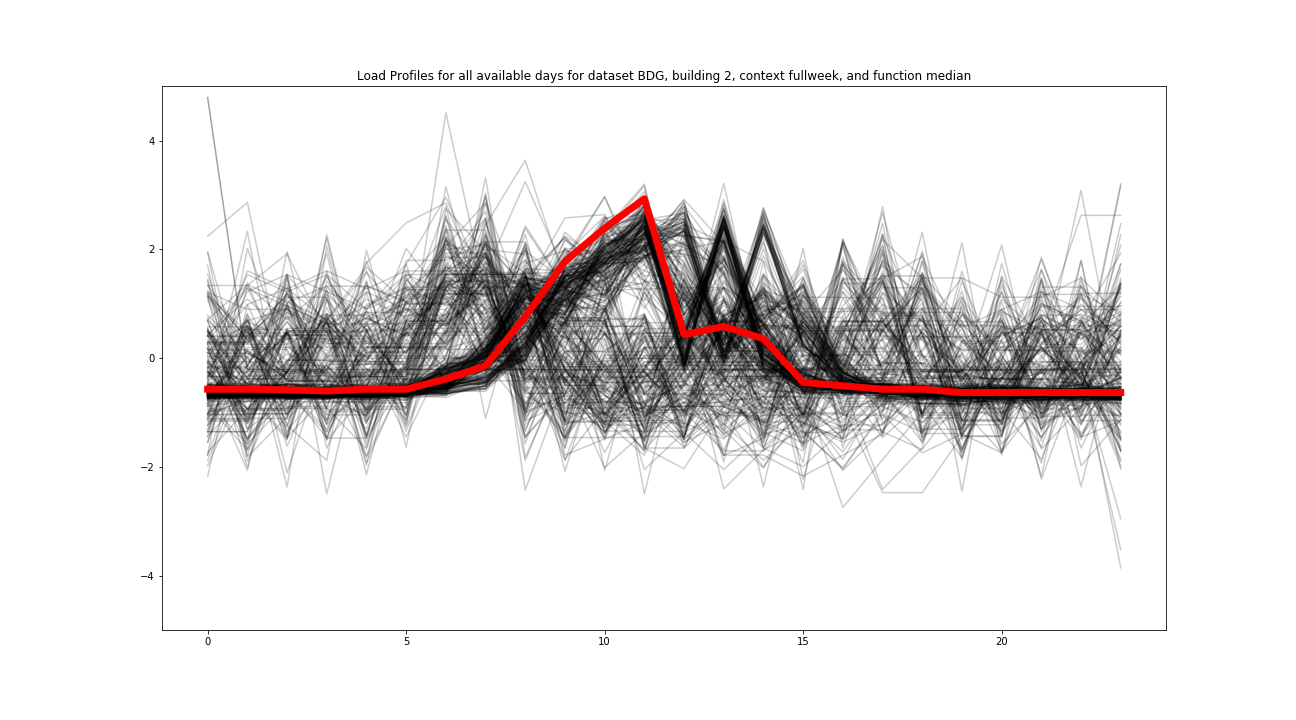 Load Profiles for all available days for dataset BDG, building 2, context fullweek, and function median
4
2
0
−2
−4
0 5 10 15 20